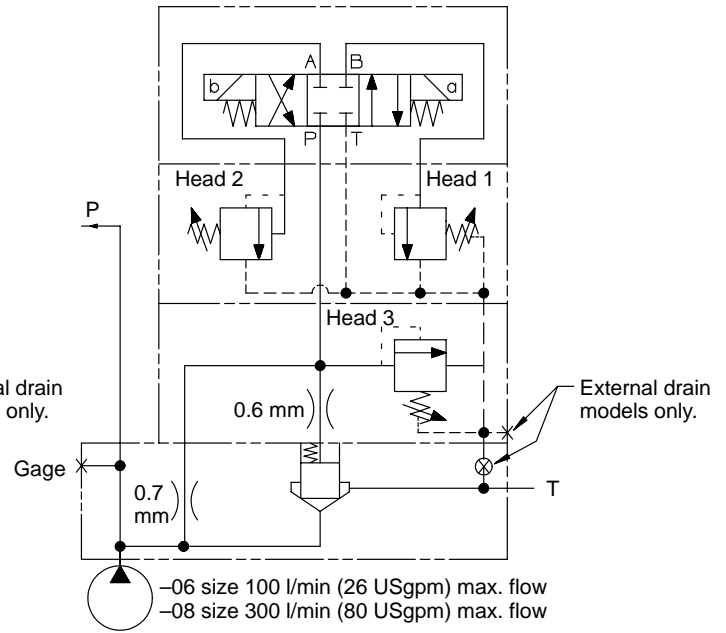 A B
b a
P T
Head 2 Head 1
P
Head 3
al drain
only.
0.6 mm
External drain
models only.
Gage
0.7
mm
T
–06 size 100 l/min (26 USgpm) max. flow
–08 size 300 l/min (80 USgpm) max. flow